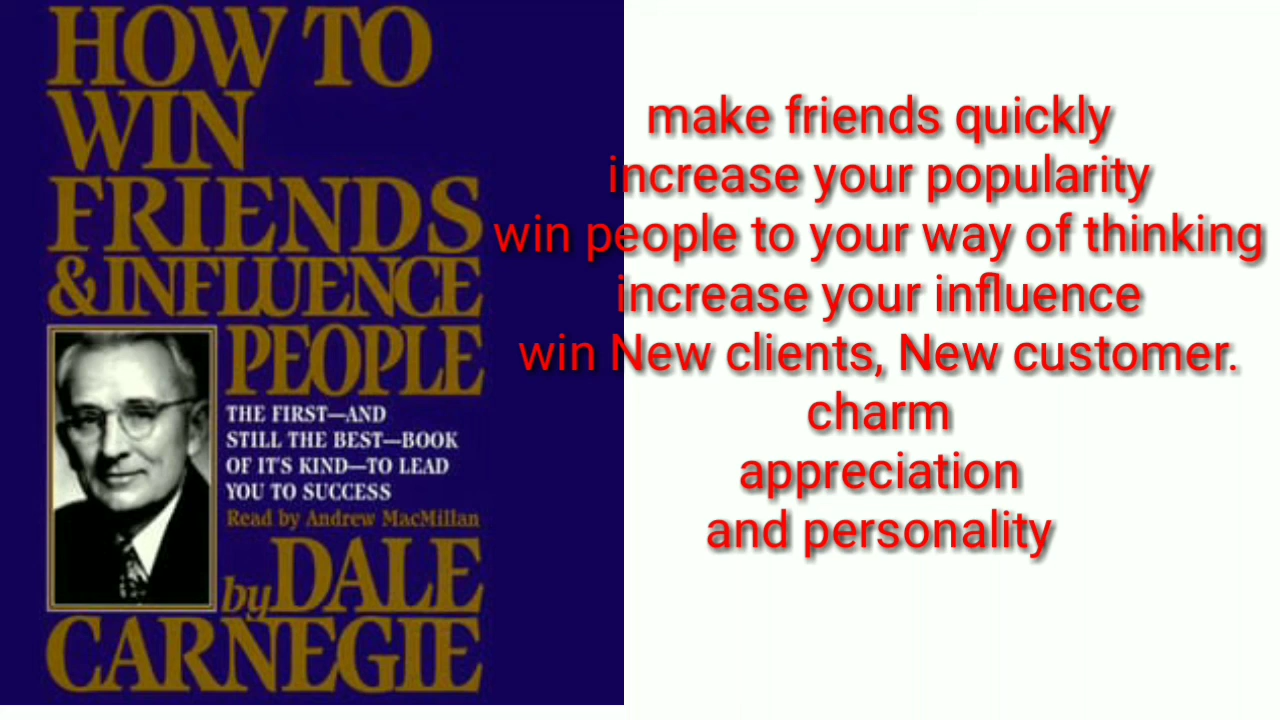 HOW TO
WIN
FRIENDS
& INFLUENCE
PEOPLE
THE FIRST—AND
STILL THE BEST—BOOK
OF IT'S KIND—TO LEAD
YOU TO SUCCESS
Read by Andrew MacMillan
by DALE
CARNEGIE
make friends quickly
increase your popularity
win people to your way of thinking
increase your influence
win New clients, New customer.
charm
appreciation
and personality